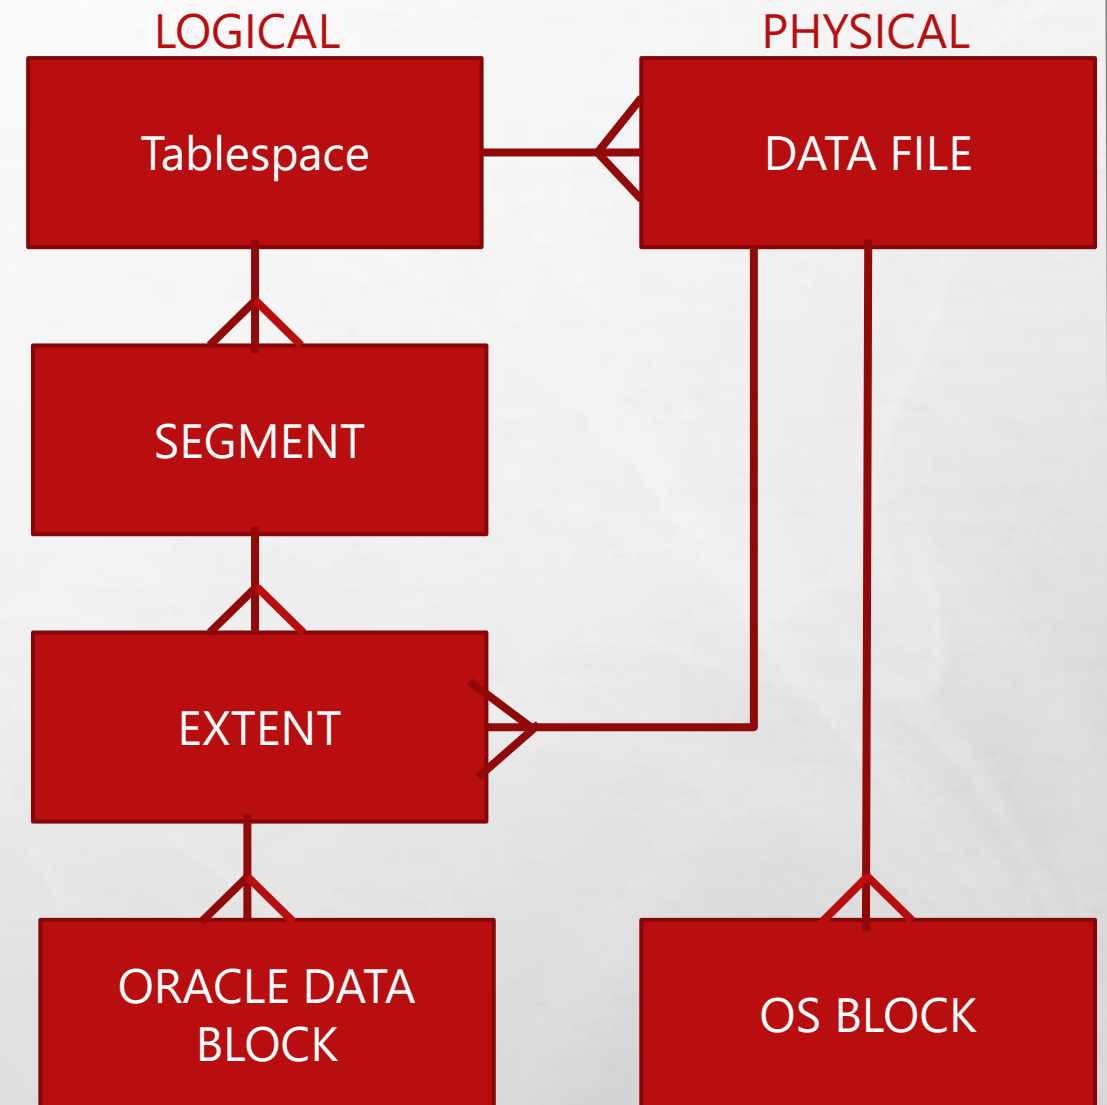 LOGICAL
PHYSICAL
Tablespace
DATA FILE
SEGMENT
EXTENT
ORACLE DATA
BLOCK
OS BLOCK